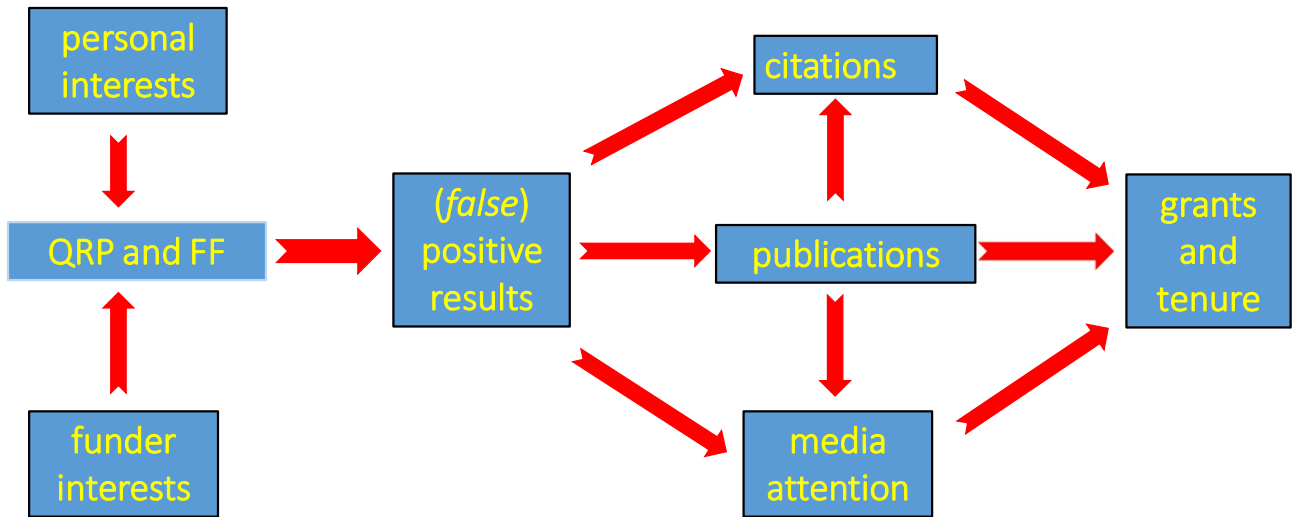 personal
interests
QRP and FF
funder
interests
(false)
positive
results
citations
publications
media
attention
grants
and
tenure